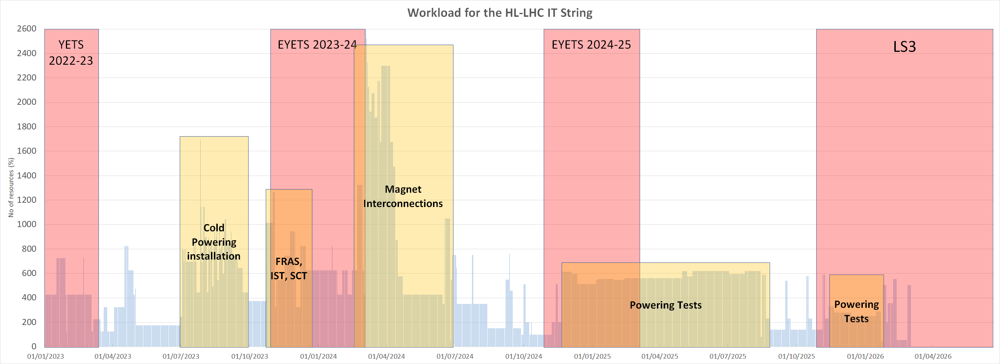 Workload for the HL-LHC IT String
No of resources (%)
2600
2400
2200
2000
1800
1600
1400
1200
1000
800
600
400
200
0
YETS
2022-23
EYETS 2023-24
EYETS 2024-25
LS3
Cold
Powering
installation
FRAS,
IST, SCT
Magnet
Interconnections
Powering Tests
Powering
Tests
01/01/2023
01/04/2023
01/07/2023
01/10/2023
01/01/2024
01/04/2024
01/07/2024
01/10/2024
01/01/2025
01/04/2025
01/07/2025
01/10/2025
01/01/2026
01/04/2026